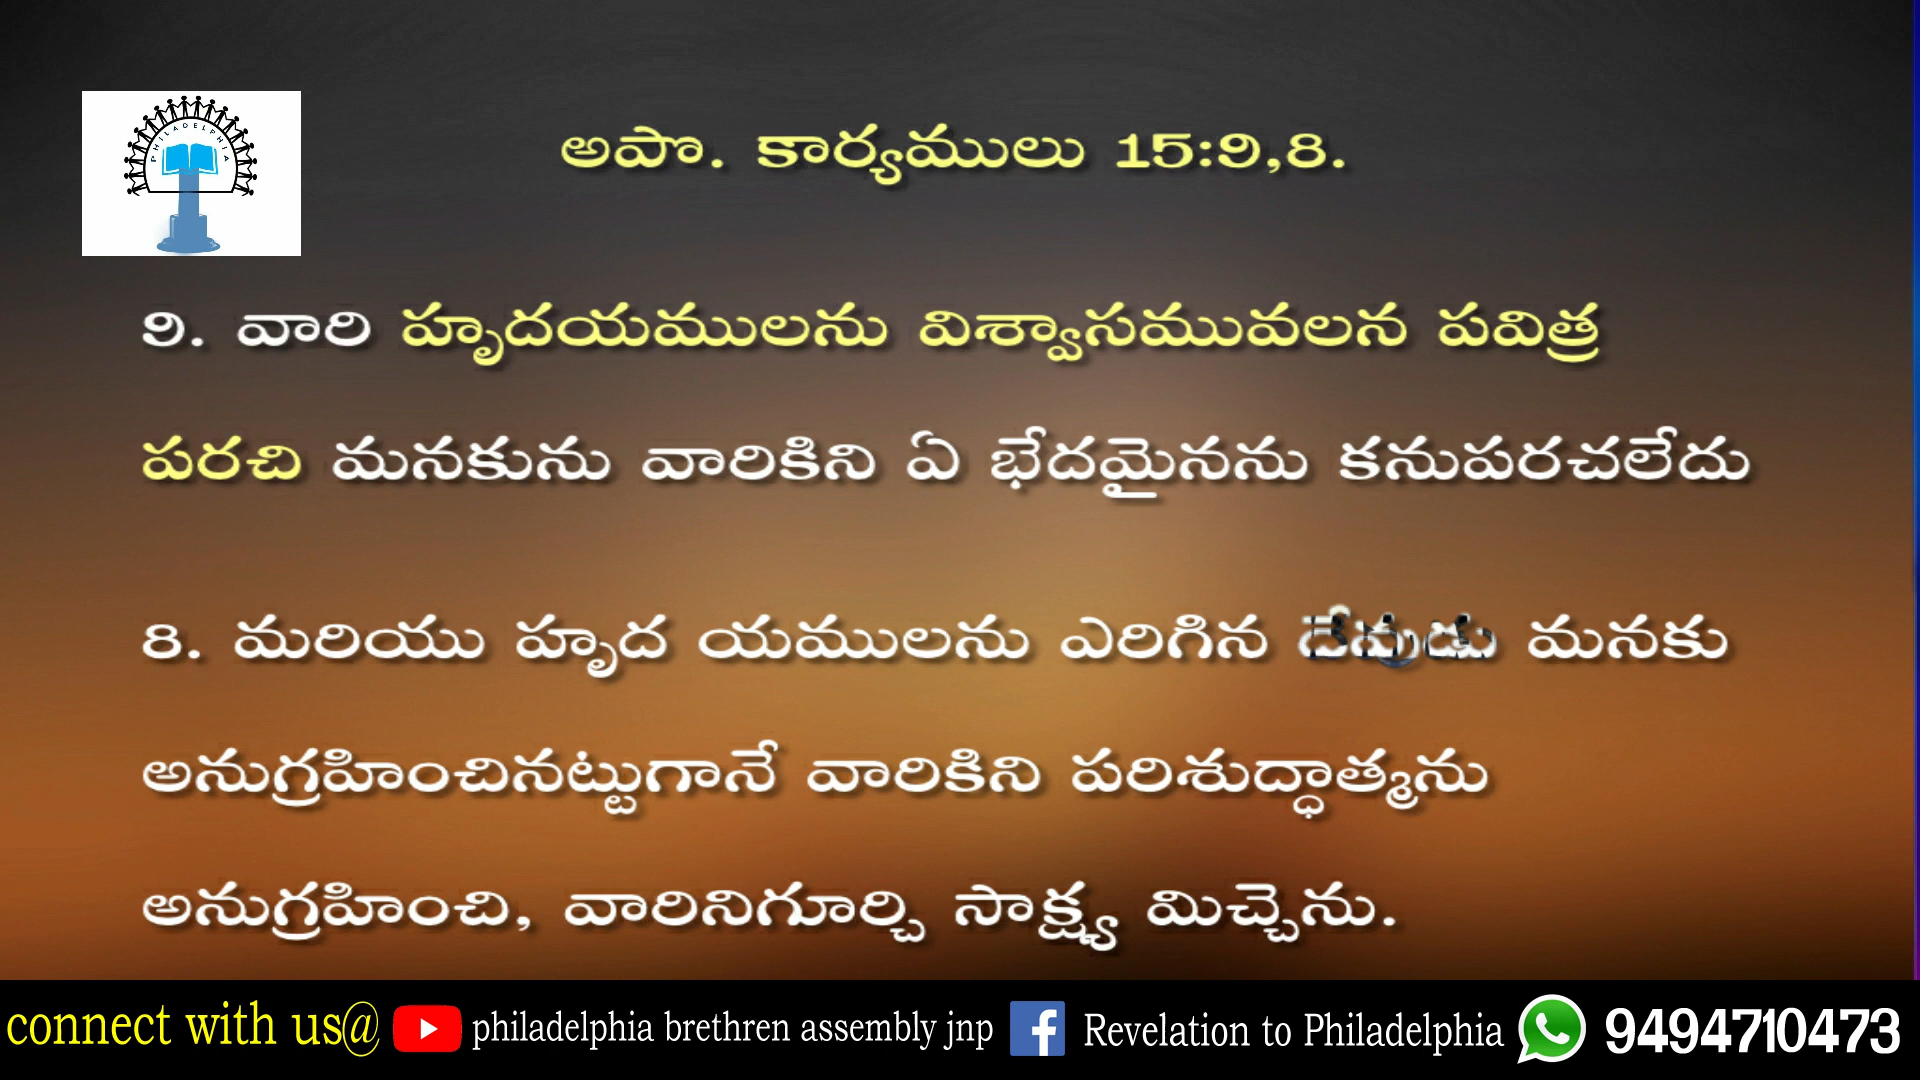 PHILADELPHIA
అపొ. కార్యములు 15:9,8.
9. వారి హృదయములను విశ్వాసమువలన పవిత్ర
పరచి మనకును వారికిని ఏ భేదమైనను కనుపరచలేదు
8. మరియు హృద యములను ఎరిగిన దేవుడు మనకు
అనుగ్రహించినట్టుగానే వారికిని పరిశుద్ధాత్మను
అనుగ్రహించి, వారినిగూర్చి సాక్ష్య మిచ్చెను.
connect with us@ philadelphia brethren assembly jnp Revelation to Philadelphia 9494710473